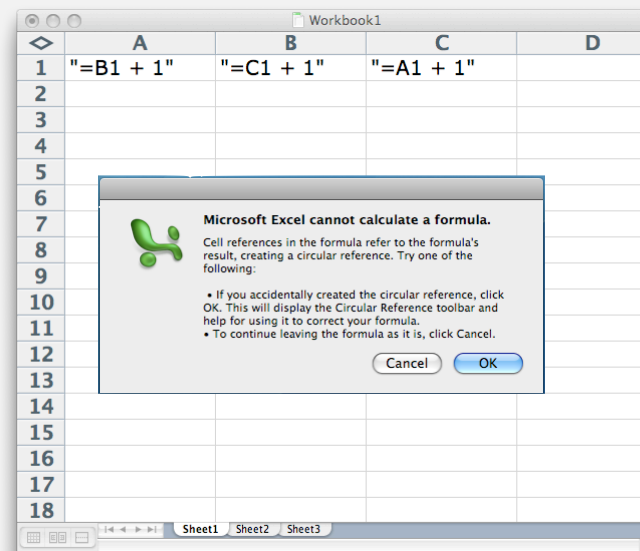 Workbook1
A B C D
1 "=B1 + 1" "=C1 + 1" "=A1 + 1"
2
3
4
5
6
7
8
9
10
11
12
13
14
15
16
17
18
Microsoft Excel cannot calculate a formula.
Cell references in the formula refer to the formula's
result, creating a circular reference. Try one of the
following:
• If you accidentally created the circular reference, click
OK. This will display the Circular Reference toolbar and
help for using it to correct your formula.
• To continue leaving the formula as it is, click Cancel.
Cancel OK
Sheet1 Sheet2 Sheet3